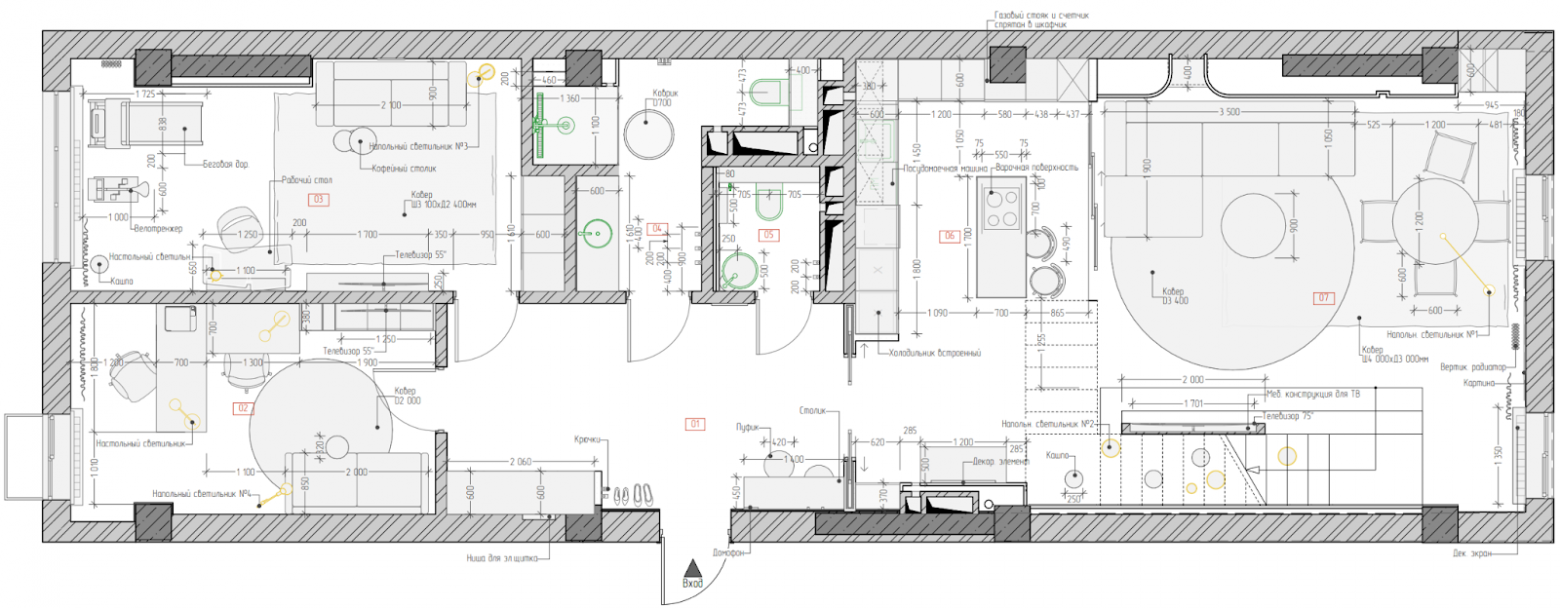 Газовый стояк и счетчик
спрятан в шкафчик
1 725
838
200
600
Беговая дор.
1 000
Велотренжер
Кашпо
2 100
900
200
Напольный светильник №3
Кофейный столик
Рабочий стол
03
Ковер
Ш3 100хД2 400мм
200
1 250
1 700
350
950
Настольный светильн
650
1 100
Телевизор 55"
250
1 610
600
460
1 360
1 100
Коврик
D700
473
473
400
600
04
1 610
400
200
200
900
400
80
705
705
500
05
250
500
200
200
380
600
600
1 200
580
438
437
1 050
1 450
75
75
550
Посудомоечная машина
Варочная поверхность
100
700
490
06
1 700
1 800
1 090
700
865
Холодильник встроенный
1 255
400
3 500
1 050
1 900
900
Ковер
D3 400
600
945
180
525
1 200
481
1 200
600
600
07
Напольн. светильник №1
Ковер
Ш4 000хД3 000мм
Вертик. радиатор
Картина
380
700
1 250
Телевизор 55"
1 200
700
1 300
1 900
1 800
Ковер
D2 000
02
Настольный светильник
320
1 010
1 100
2 000
850
Напольный светильник №4
2 060
600
600
Крючки
Ниша для эл.щитка
01
Столик
Пуфик
420
1 400
450
Домофон
Вход
620
285
1 200
285
500
370
Декор. элемент
Напольн светильник №2
Кашпо
250
2 000
1 701
Меб. конструкция для ТВ
Телевизор 75"
1 350
Дек. экран